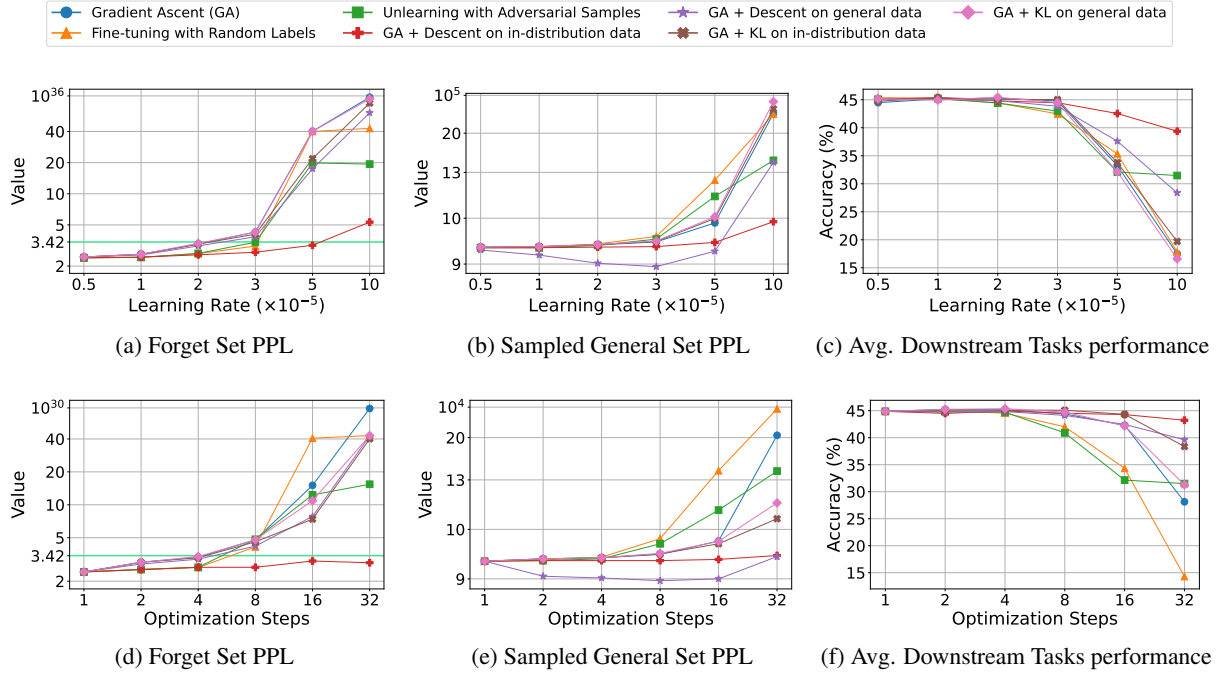 Gradient Ascent (GA)
Unlearning with Adversarial Samples
GA + Descent on general data
GA + KL on general data
Fine-tuning with Random Labels
GA + Descent on in-distribution data
GA + KL on in-distribution data
10^36
40
20
10
5
3.42
2
Value
0.5 1 2 3 5 10
Learning Rate (×10^-5)
(a) Forget Set PPL
10^5
20
13
10
9
Value
0.5 1 2 3 5 10
Learning Rate (×10^-5)
(b) Sampled General Set PPL
45
40
35
30
25
20
15
Accuracy (%)
0.5 1 2 3 5 10
Learning Rate (×10^-5)
(c) Avg. Downstream Tasks performance
10^30
40
20
10
5
3.42
2
Value
1 2 4 8 16 32
Optimization Steps
(d) Forget Set PPL
10^4
20
13
10
9
Value
1 2 4 8 16 32
Optimization Steps
(e) Sampled General Set PPL
45
40
35
30
25
20
15
Accuracy (%)
1 2 4 8 16 32
Optimization Steps
(f) Avg. Downstream Tasks performance